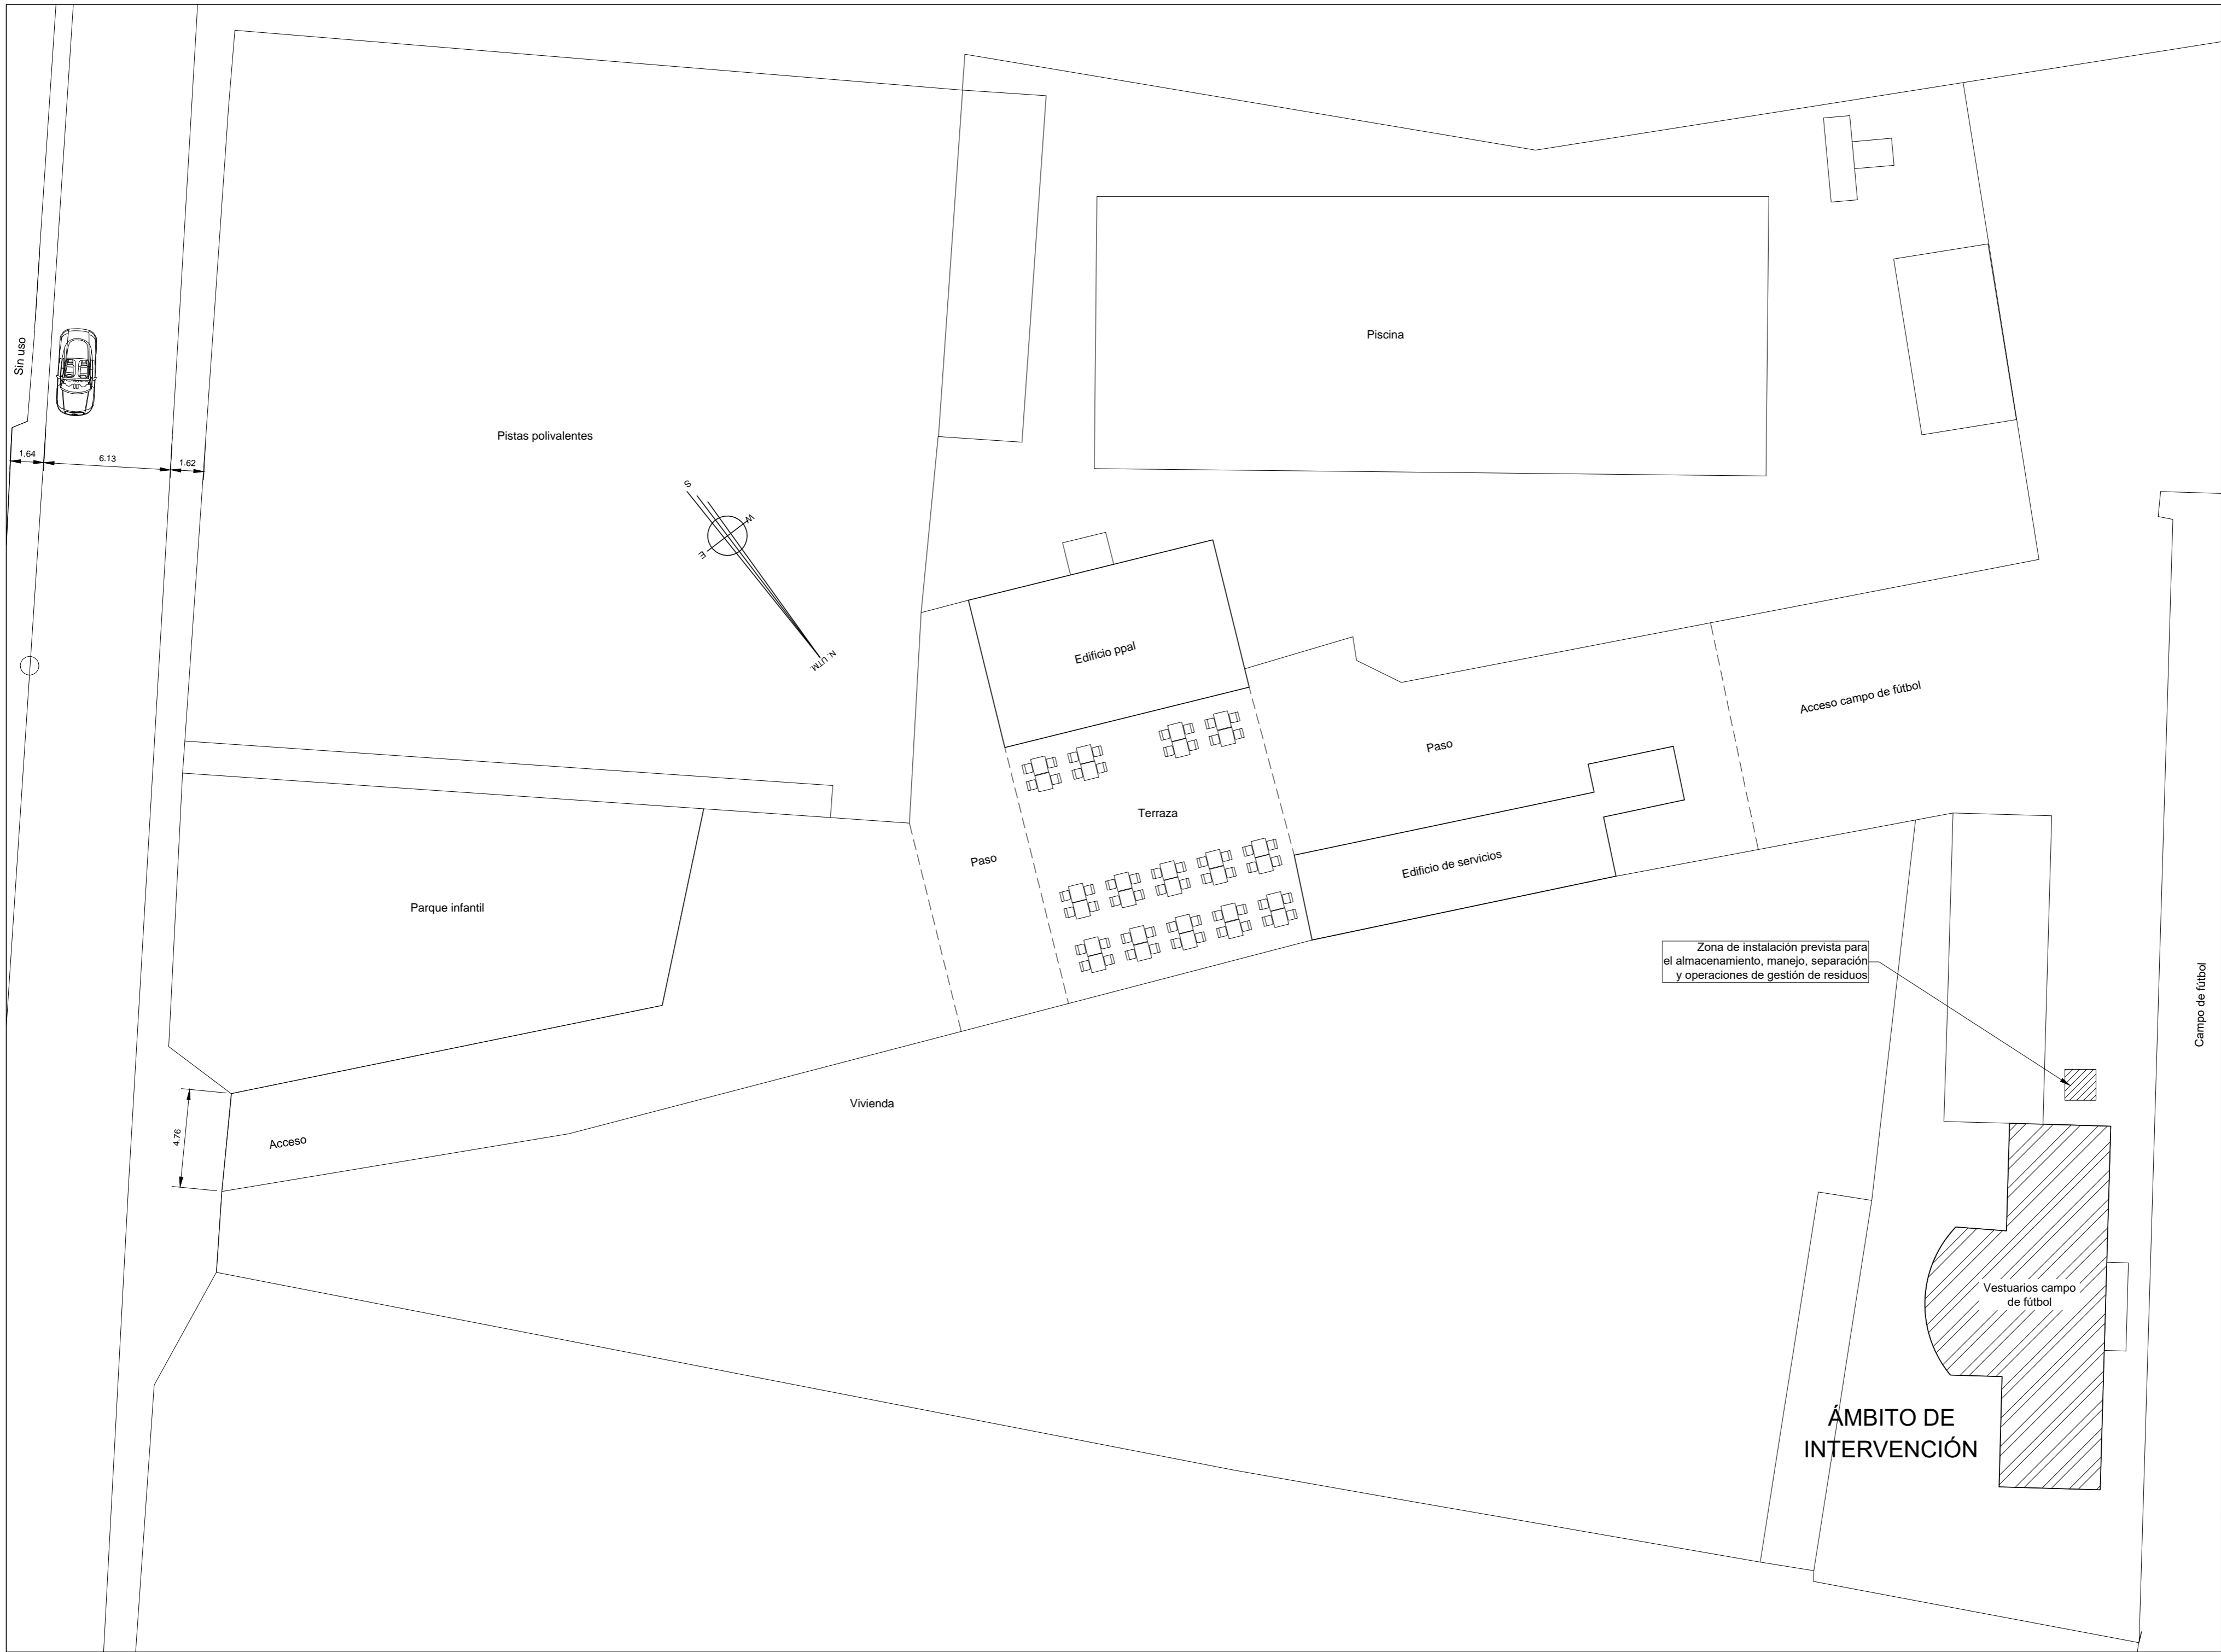 Sin uso
Piscina
Pistas polivalentes
1.64
6.13
1.62
S
W
E
N. UTM.
Edificio ppal
Acceso campo de fútbol
Paso
Terraza
Paso
Edificio de servicios
Parque infantil
Zona de instalación prevista para
el almacenamiento, manejo, separación
y operaciones de gestión de residuos
Campo de fútbol
Vivienda
4.76
Acceso
Vestuarios campo
de fútbol
ÁMBITO DE
INTERVENCIÓN